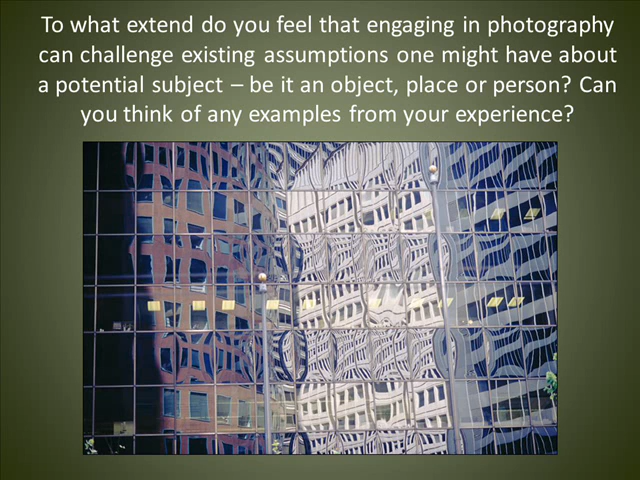 To what extend do you feel that engaging in photography
can challenge existing assumptions one might have about
a potential subject – be it an object, place or person? Can
you think of any examples from your experience?